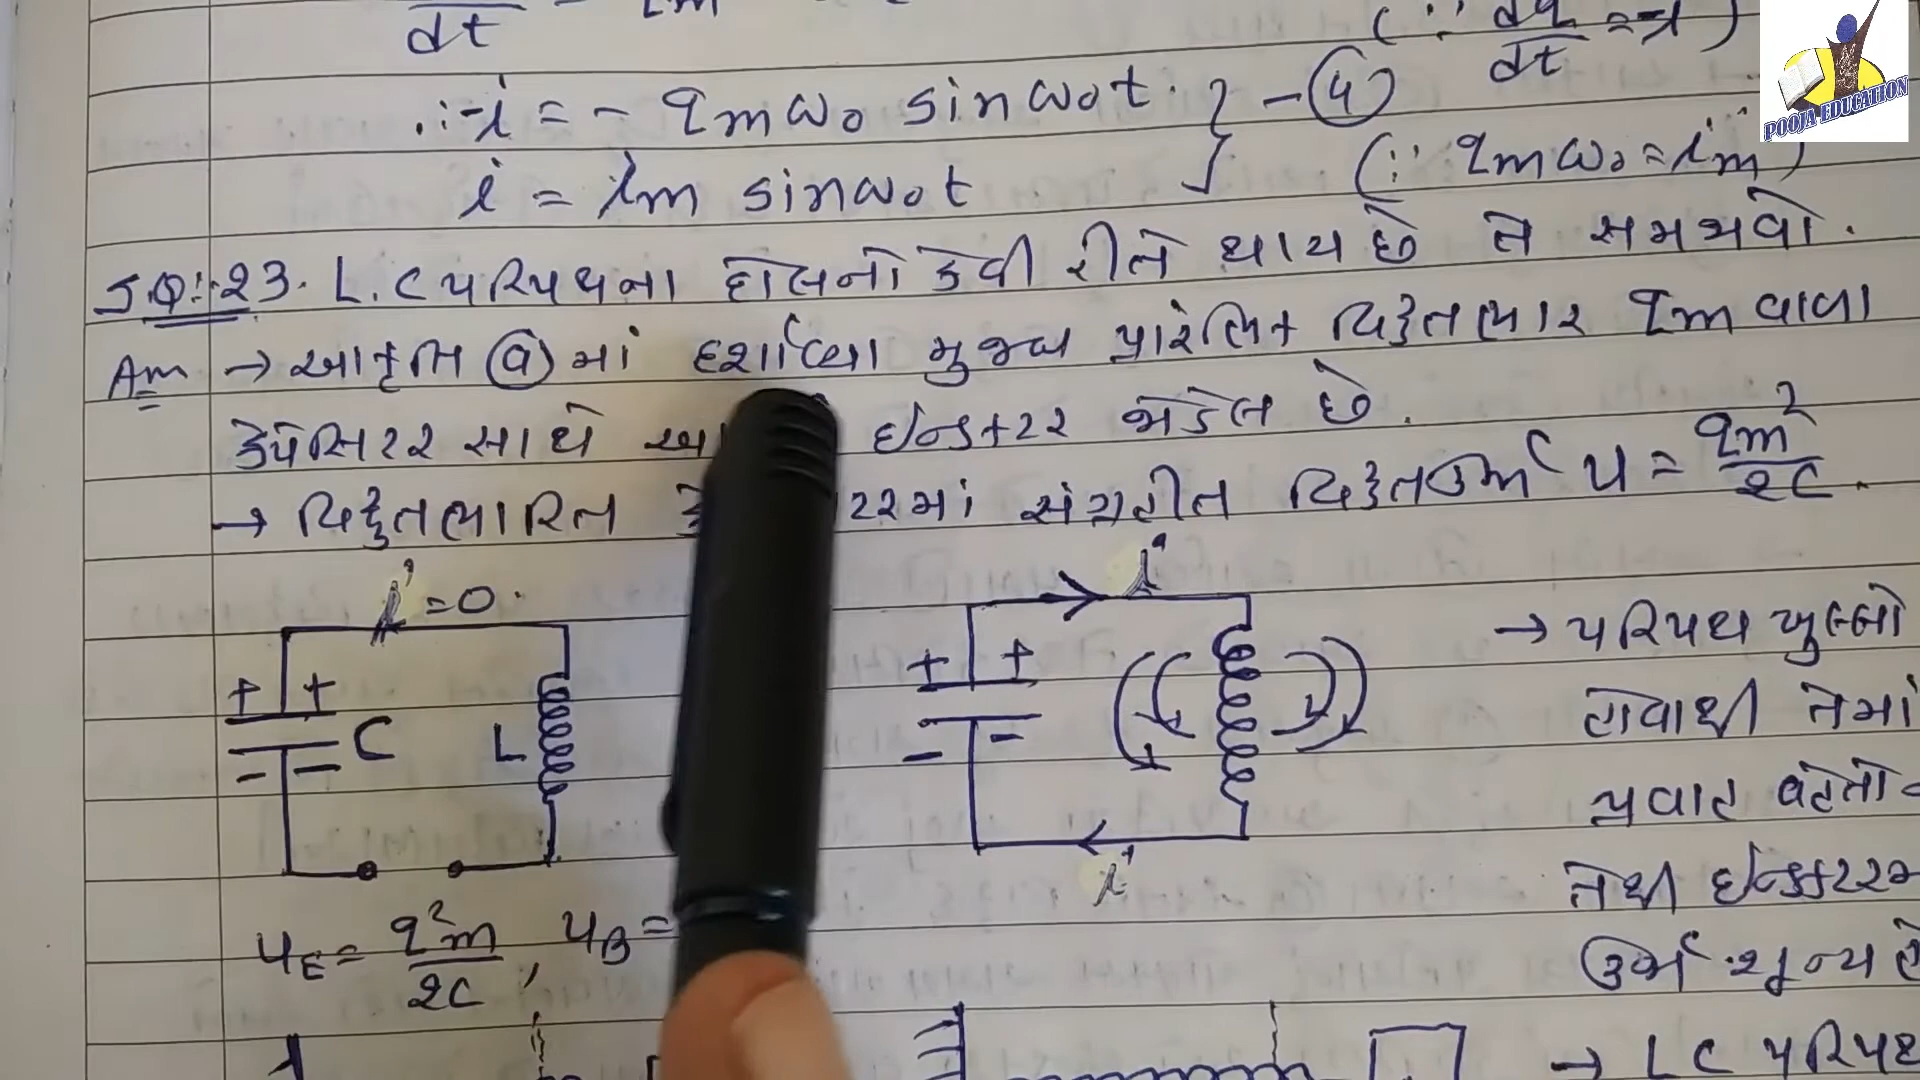 dt
dq/dt = -i )
∴ -i = - qm ω₀ sin ω₀t. } - (4)
i = im sin ω₀t (∵ qm ω₀ = im)
પ્ર.: 23. L.C પરિપથના દોલનો કેવી રીતે થાય છે તે સમજાવો.
Ans → આકૃતિ (a) માં દર્શાવ્યા મુજબ પ્રારંભિક વિદ્યુતભાર qm વાળા
કેપેસિટર સાથે ઇન્ડક્ટર જોડેલ છે.
→ વિદ્યુતભારિત ટરમાં સંગ્રહીત વિદ્યુતઊર્જા U = qm²/2C.
i = 0
+ + C - - L
i
+ + - -
i
→ પરિપથ ખુલ્લો
હોવાથી તેમાં
પ્રવાહ વહેતો
તેથી ઇન્ડક્ટરમ
ઊર્જા શૂન્ય
UE = q²m/2C , UB =
→ LC પરિપથ
POOJA EDUCATION